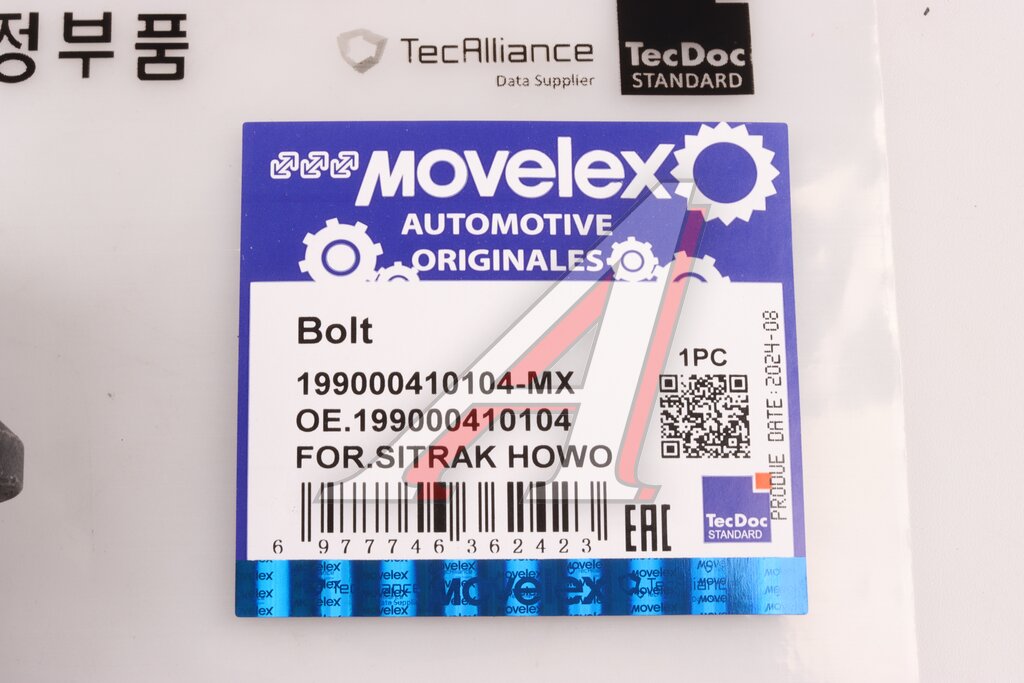 정부품
TecAlliance
Data Supplier
TecDoc
STANDARD
Movelex
AUTOMOTIVE
ORIGINALES
Bolt
199000410104-MX
OE.199000410104
FOR.SITRAK HOWO
1PC
PRODUE DATE:2024-08
6 977746 362423
EAC
TecDoc
STANDARD
Movelex